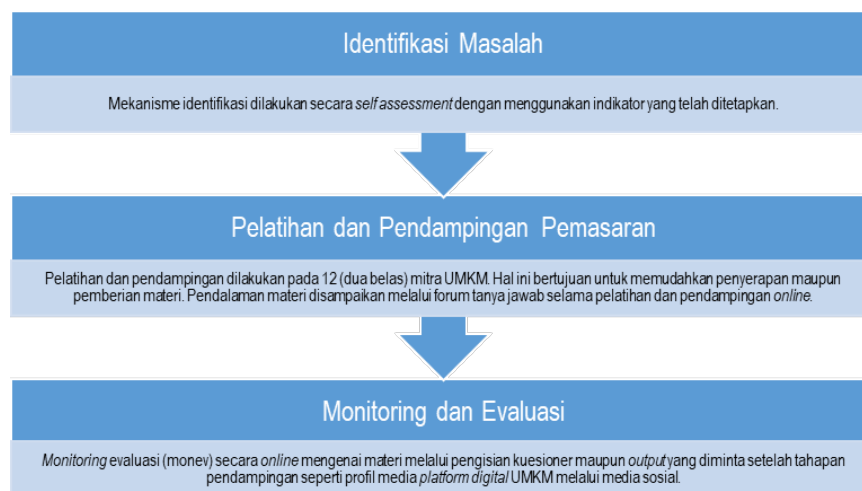 Identifikasi Masalah
Mekanisme identifikasi dilakukan secara self assessment dengan menggunakan indikator yang telah ditetapkan.
Pelatihan dan Pendampingan Pemasaran
Pelatihan dan pendampingan dilakukan pada 12 (dua belas) mitra UMKM. Hal ini bertujuan untuk memudahkan penyerapan maupun
pemberian materi. Pendalaman materi disampaikan melalui forum tanya jawab selama pelatihan dan pendampingan online.
Monitoring dan Evaluasi
Monitoring evaluasi (monev) secara online mengenai materi melalui pengisian kuesioner maupun output yang diminta setelah tahapan
pendampingan seperti profil media platform digital UMKM melalui media sosial.